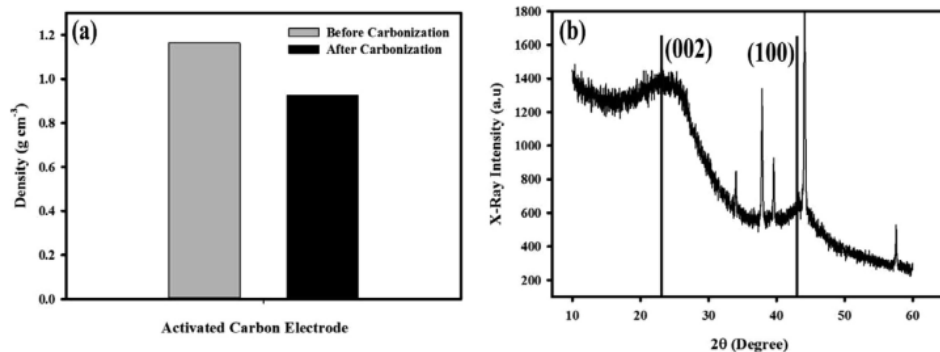 (a)
Before Carbonization
After Carbonization
Density (g cm⁻³)
1.2
1.0
0.8
0.6
0.4
0.2
0.0
Activated Carbon Electrode
(b)
(002)
(100)
X-Ray Intensity (a.u)
1800
1600
1400
1200
1000
800
600
400
200
10 20 30 40 50 60
2θ (Degree)